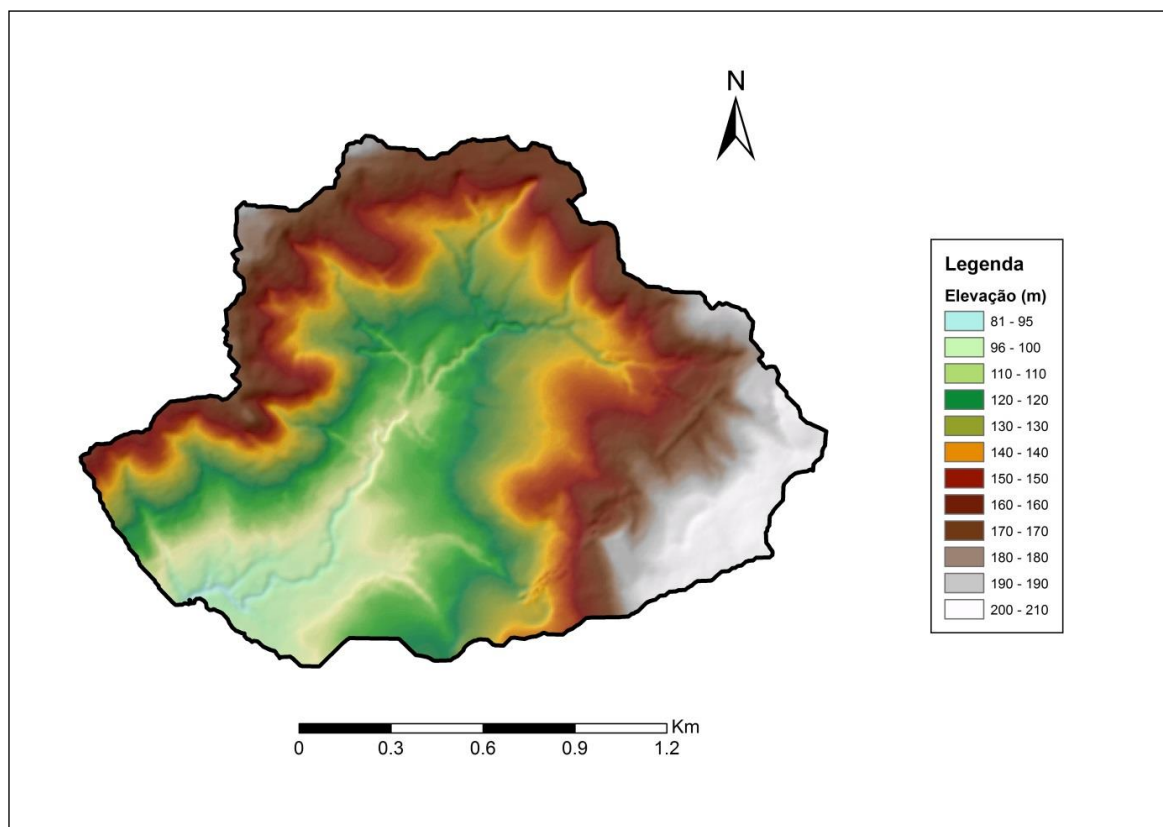 N
Legenda
Elevação (m)
81 - 95
96 - 100
110 - 110
120 - 120
130 - 130
140 - 140
150 - 150
160 - 160
170 - 170
180 - 180
190 - 190
200 - 210
Km
0 0.3 0.6 0.9 1.2